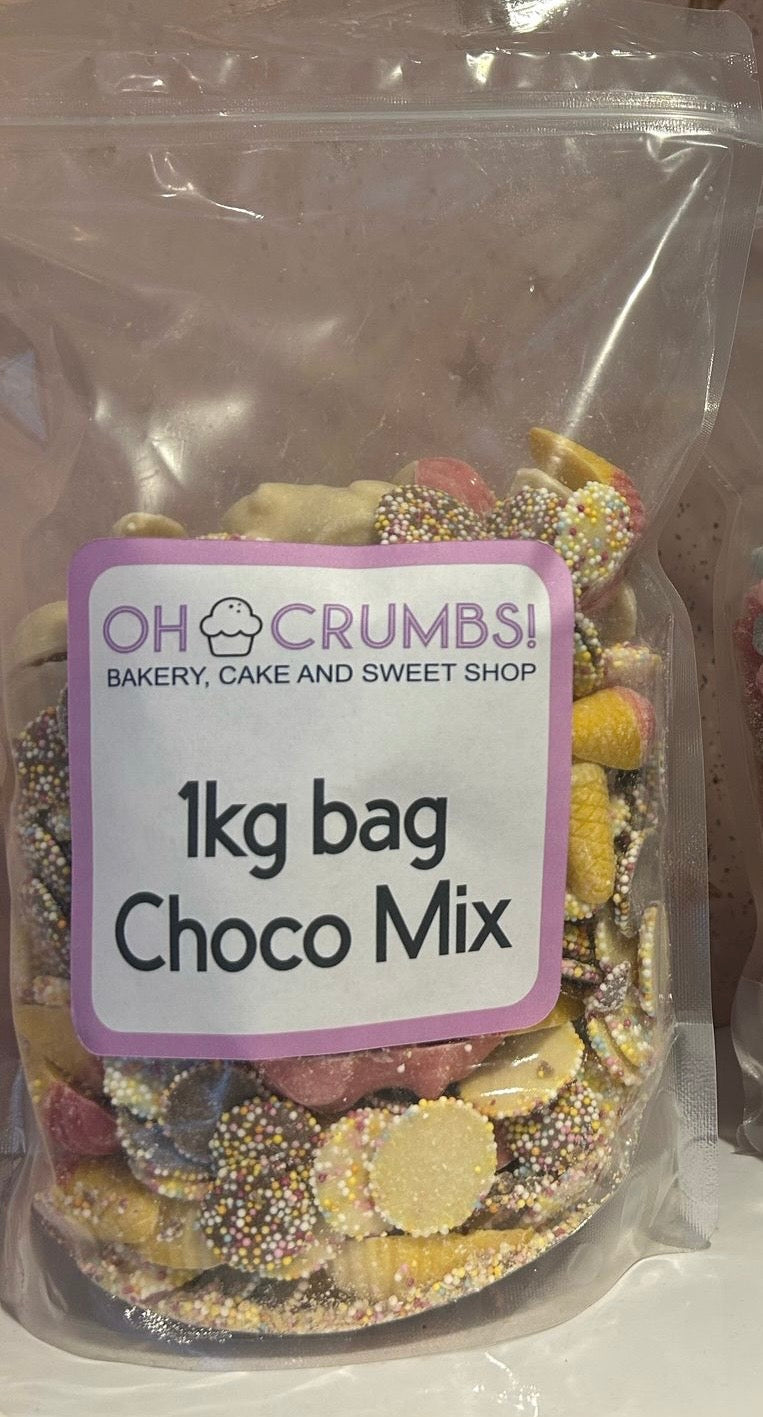 OH CRUMBS!
BAKERY, CAKE AND SWEET SHOP
1kg bag
Choco Mix